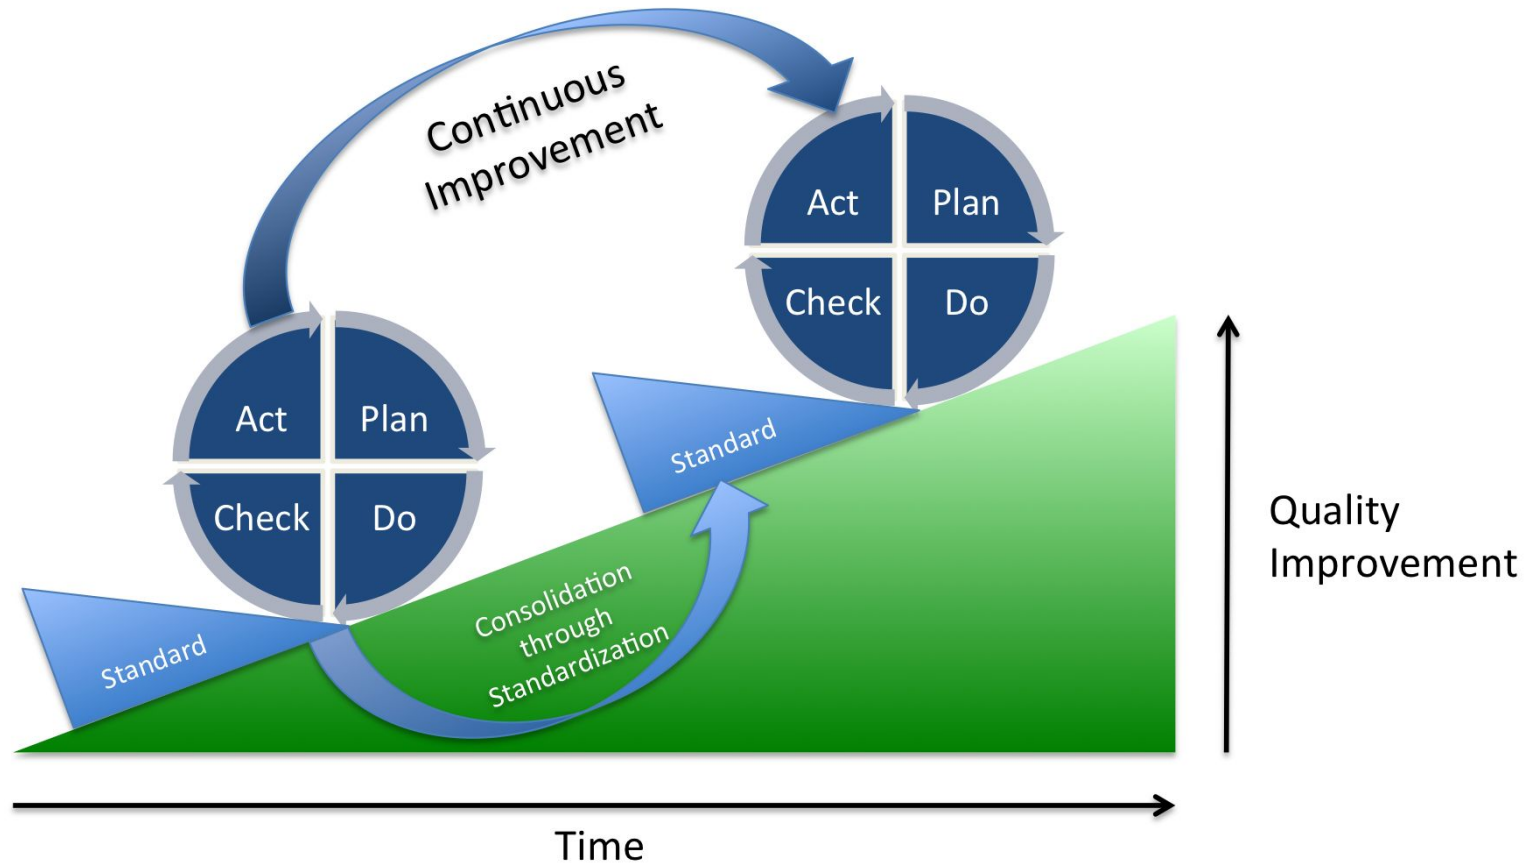 Continuous
Improvement
Act
Plan
Check
Do
Standard
Act
Plan
Check
Do
Standard
Consolidation
through
Standardization
Quality
Improvement
Time